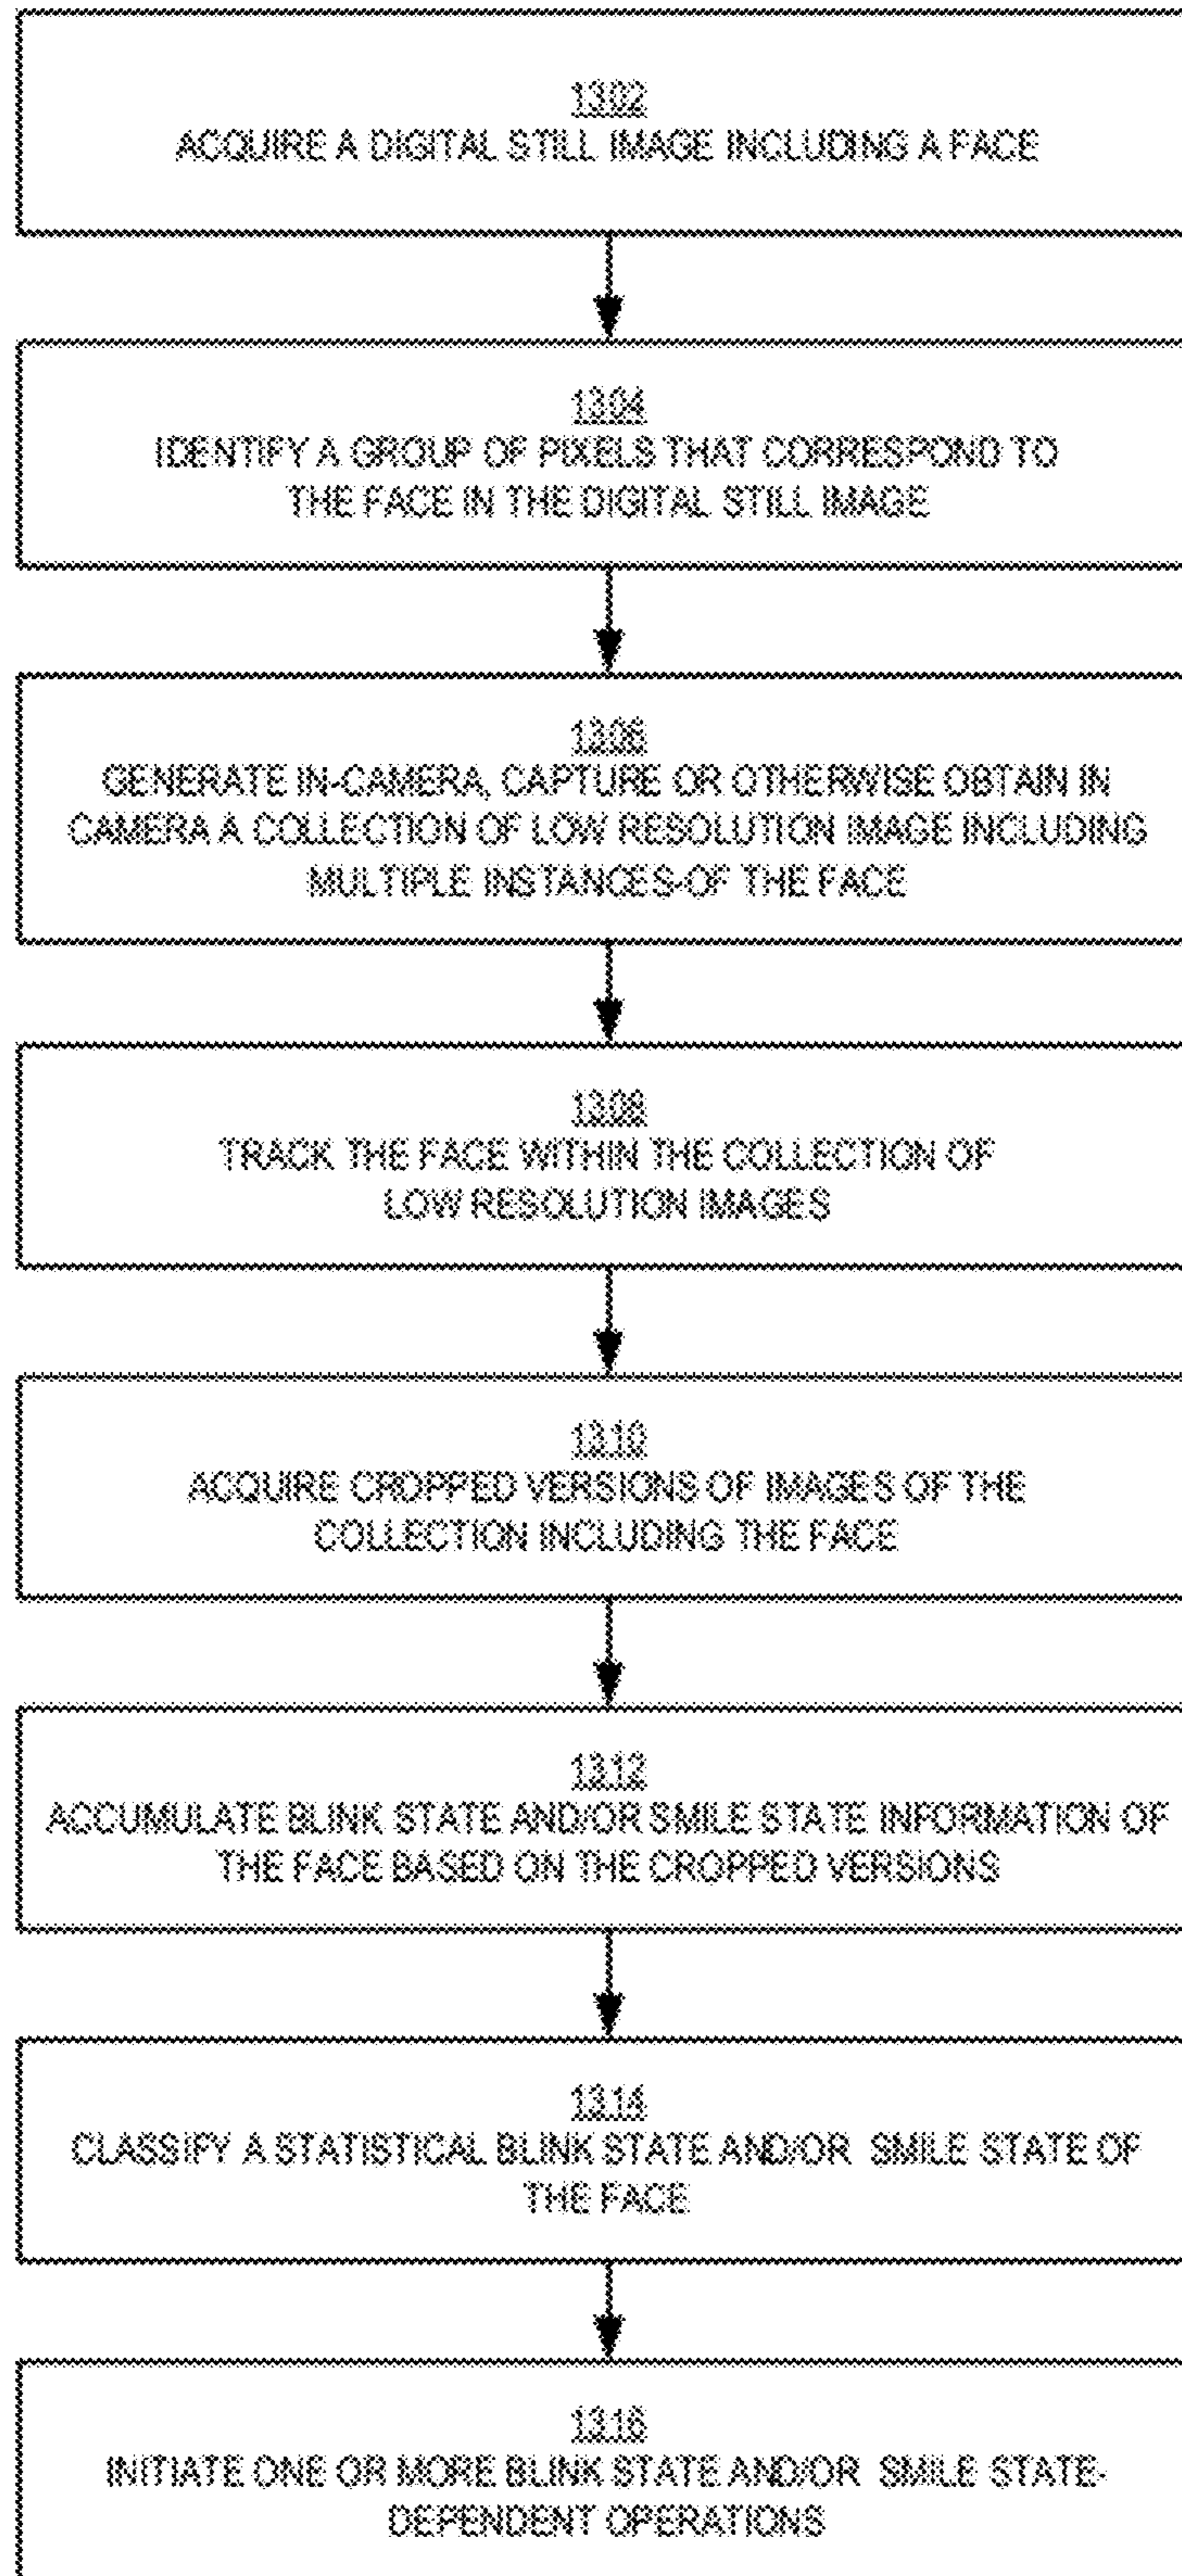 1302
ACQUIRE A DIGITAL STILL IMAGE INCLUDING A FACE
1304
IDENTIFY A GROUP OF PIXELS THAT CORRESPOND TO
THE FACE IN THE DIGITAL STILL IMAGE
1306
GENERATE IN-CAMERA, CAPTURE OR OTHERWISE OBTAIN IN
CAMERA A COLLECTION OF LOW RESOLUTION IMAGE INCLUDING
MULTIPLE INSTANCES-OF THE FACE
1308
TRACK THE FACE WITHIN THE COLLECTION OF
LOW RESOLUTION IMAGES
1310
ACQUIRE CROPPED VERSIONS OF IMAGES OF THE
COLLECTION INCLUDING THE FACE
1312
ACCUMULATE BLINK STATE AND/OR SMILE STATE INFORMATION OF
THE FACE BASED ON THE CROPPED VERSIONS
1314
CLASSIFY A STATISTICAL BLINK STATE AND/OR SMILE STATE OF
THE FACE
1316
INITIATE ONE OR MORE BLINK STATE AND/OR SMILE STATE-
DEPENDENT OPERATIONS